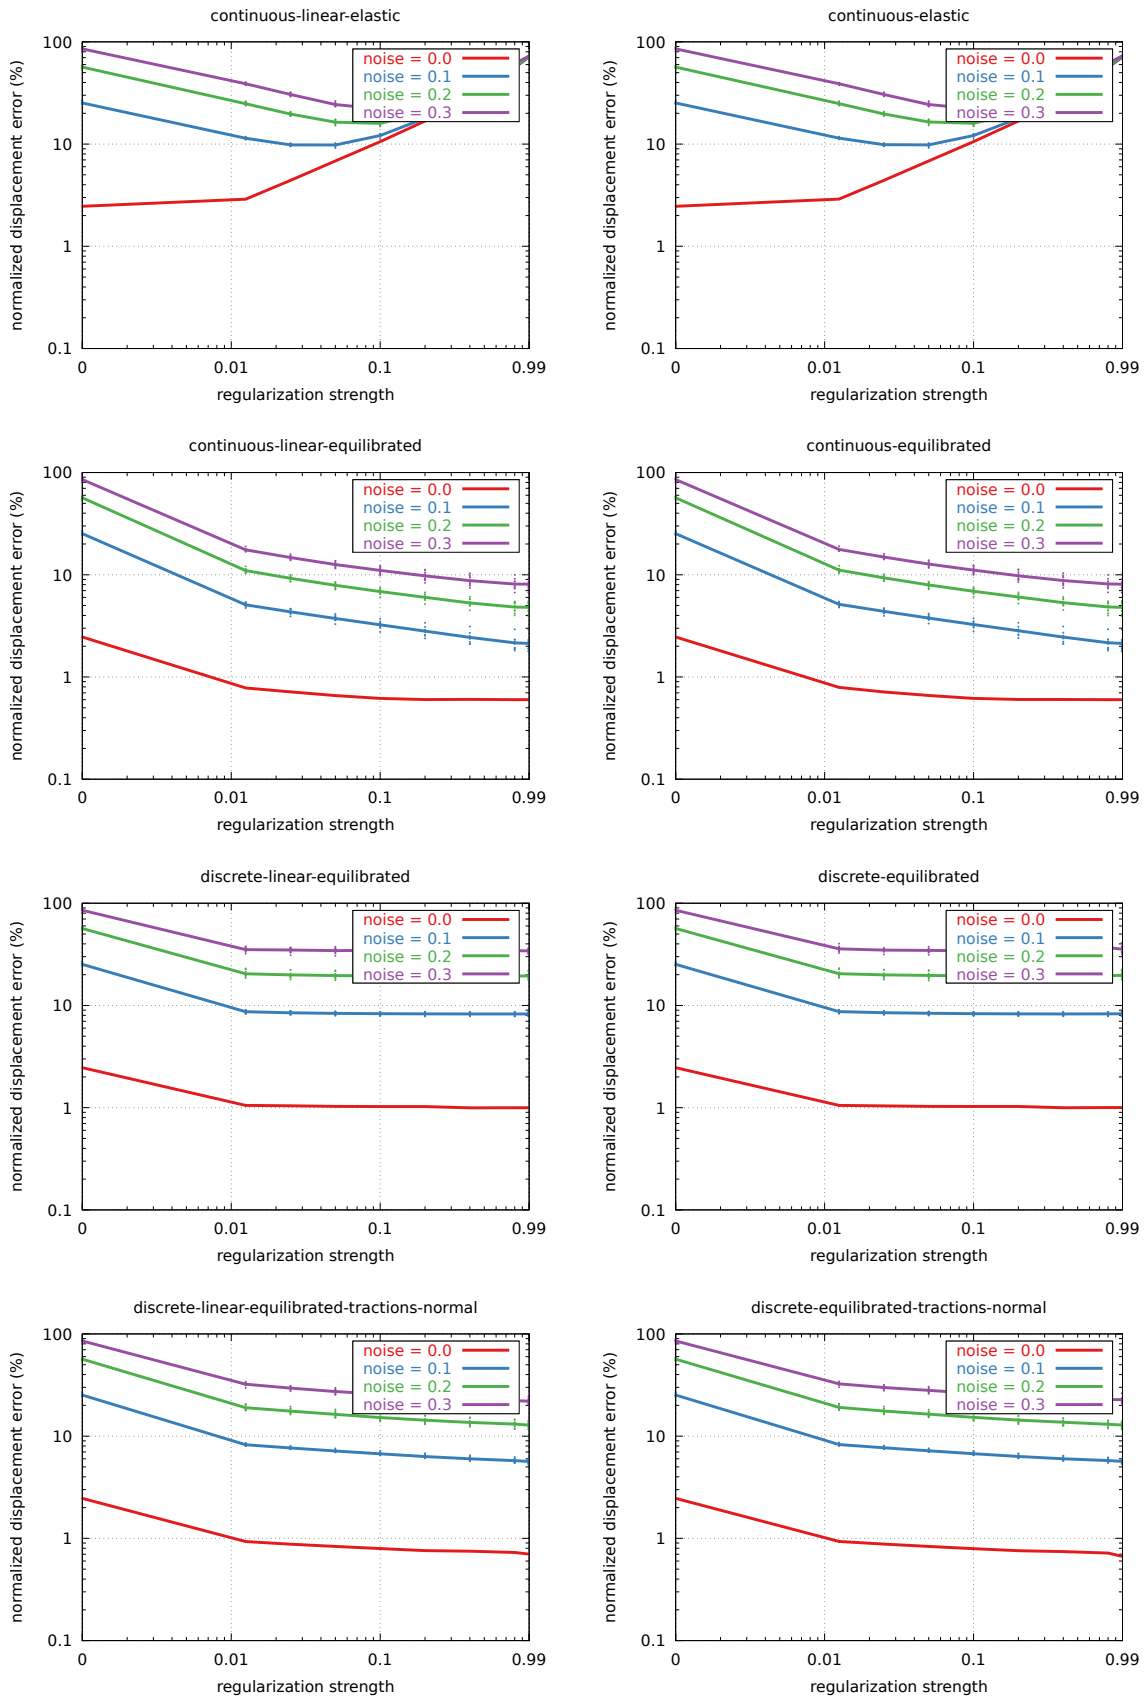 continuous-linear-elastic
normalized displacement error (%)
100
10
1
0.1
noise = 0.0
noise = 0.1
noise = 0.2
noise = 0.3
0 0.01 0.1 0.99
regularization strength
continuous-elastic
normalized displacement error (%)
100
10
1
0.1
noise = 0.0
noise = 0.1
noise = 0.2
noise = 0.3
0 0.01 0.1 0.99
regularization strength
continuous-linear-equilibrated
normalized displacement error (%)
100
10
1
0.1
noise = 0.0
noise = 0.1
noise = 0.2
noise = 0.3
0 0.01 0.1 0.99
regularization strength
continuous-equilibrated
normalized displacement error (%)
100
10
1
0.1
noise = 0.0
noise = 0.1
noise = 0.2
noise = 0.3
0 0.01 0.1 0.99
regularization strength
discrete-linear-equilibrated
normalized displacement error (%)
100
10
1
0.1
noise = 0.0
noise = 0.1
noise = 0.2
noise = 0.3
0 0.01 0.1 0.99
regularization strength
discrete-equilibrated
normalized displacement error (%)
100
10
1
0.1
noise = 0.0
noise = 0.1
noise = 0.2
noise = 0.3
0 0.01 0.1 0.99
regularization strength
discrete-linear-equilibrated-tractions-normal
normalized displacement error (%)
100
10
1
0.1
noise = 0.0
noise = 0.1
noise = 0.2
noise = 0.3
0 0.01 0.1 0.99
regularization strength
discrete-equilibrated-tractions-normal
normalized displacement error (%)
100
10
1
0.1
noise = 0.0
noise = 0.1
noise = 0.2
noise = 0.3
0 0.01 0.1 0.99
regularization strength